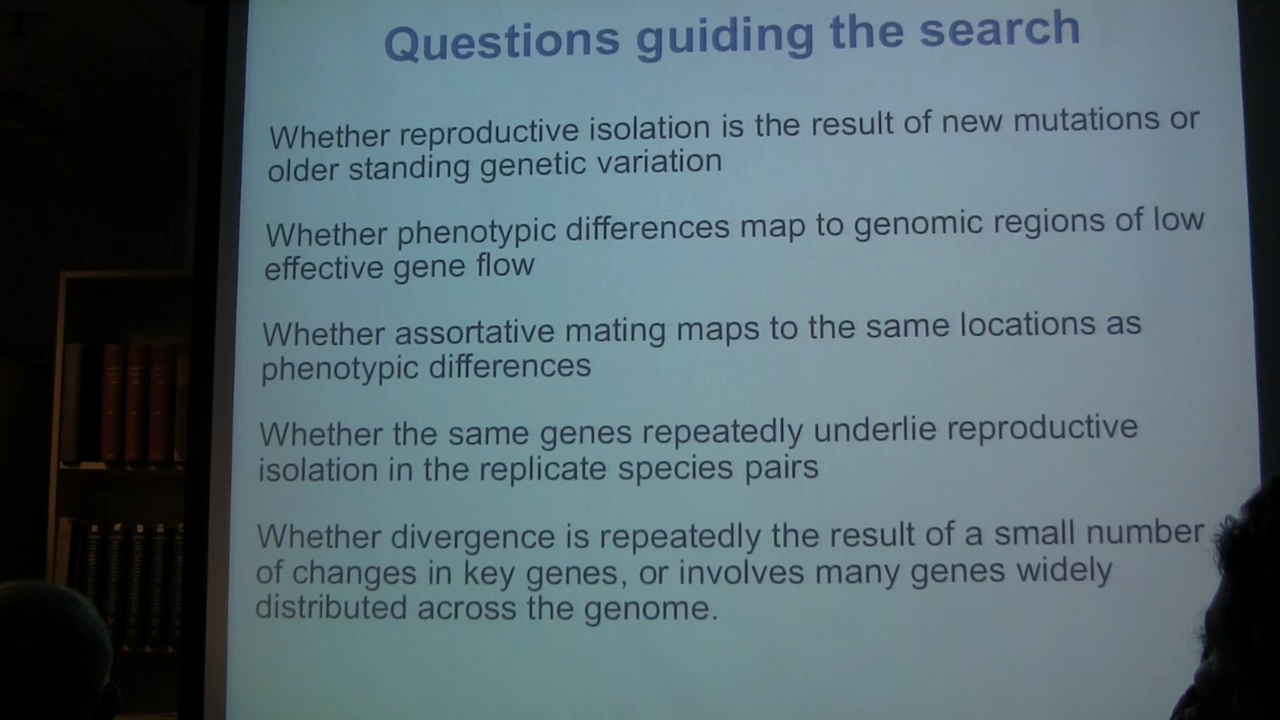 Questions guiding the search
Whether reproductive isolation is the result of new mutations or
older standing genetic variation
Whether phenotypic differences map to genomic regions of low
effective gene flow
Whether assortative mating maps to the same locations as
phenotypic differences
Whether the same genes repeatedly underlie reproductive
isolation in the replicate species pairs
Whether divergence is repeatedly the result of a small number
of changes in key genes, or involves many genes widely
distributed across the genome.